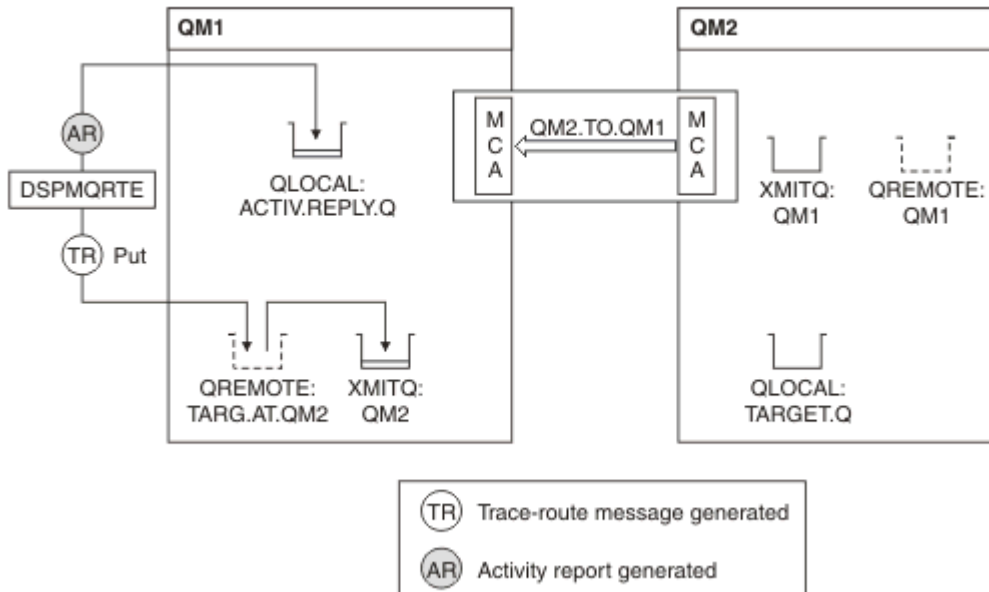 QM1
QM2
AR
DSPMQRTE
TR Put
QLOCAL:
ACTIV.REPLY.Q
M
C
A
QM2.TO.QM1
M
C
A
XMITQ:
QM1
QREMOTE:
QM1
QREMOTE:
TARG.AT.QM2
XMITQ:
QM2
QLOCAL:
TARGET.Q
TR Trace-route message generated
AR Activity report generated